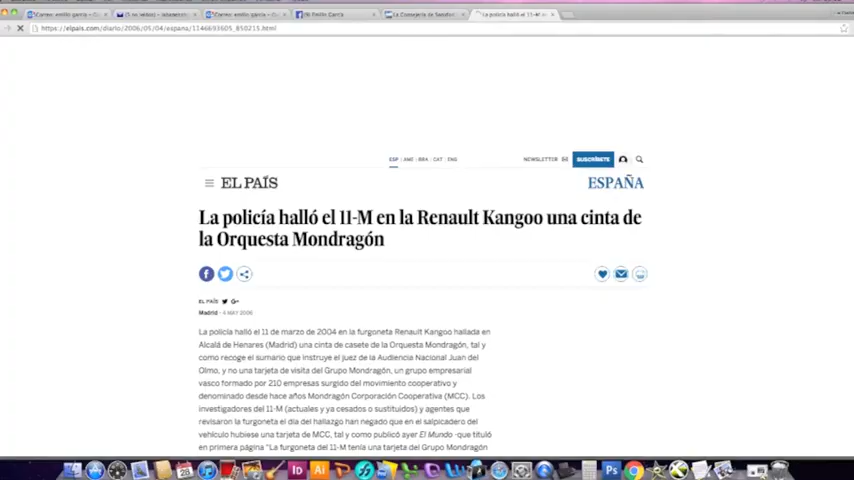 https://elpais.com/diario/2006/05/04/espana/1146693605_850215.html
ESP | AME | BRA | CAT | ENG
NEWSLETTER
SUSCRÍBETE
EL PAÍS
ESPAÑA
La policía halló el 11-M en la Renault Kangoo una cinta de
la Orquesta Mondragón
EL PAÍS
Madrid - 4 MAY 2006
La policía halló el 11 de marzo de 2004 en la furgoneta Renault Kangoo hallada en
Alcalá de Henares (Madrid) una cinta de casete de la Orquesta Mondragón, tal y
como recoge el sumario que instruye el juez de la Audiencia Nacional Juan del
Olmo, y no una tarjeta de visita del Grupo Mondragón, un grupo empresarial
vasco formado por 210 empresas surgido del movimiento cooperativo y
denominado desde hace años Mondragón Corporación Cooperativa (MCC). Los
investigadores del 11-M (actuales y ya cesados o sustituidos) y agentes que
revisaron la furgoneta el día del hallazgo han negado que en el salpicadero del
vehículo hubiese una tarjeta de MCC, tal y como publicó ayer El Mundo -que tituló
en primera página "La furgoneta del 11-M tenía una tarjeta del Grupo Mondragón